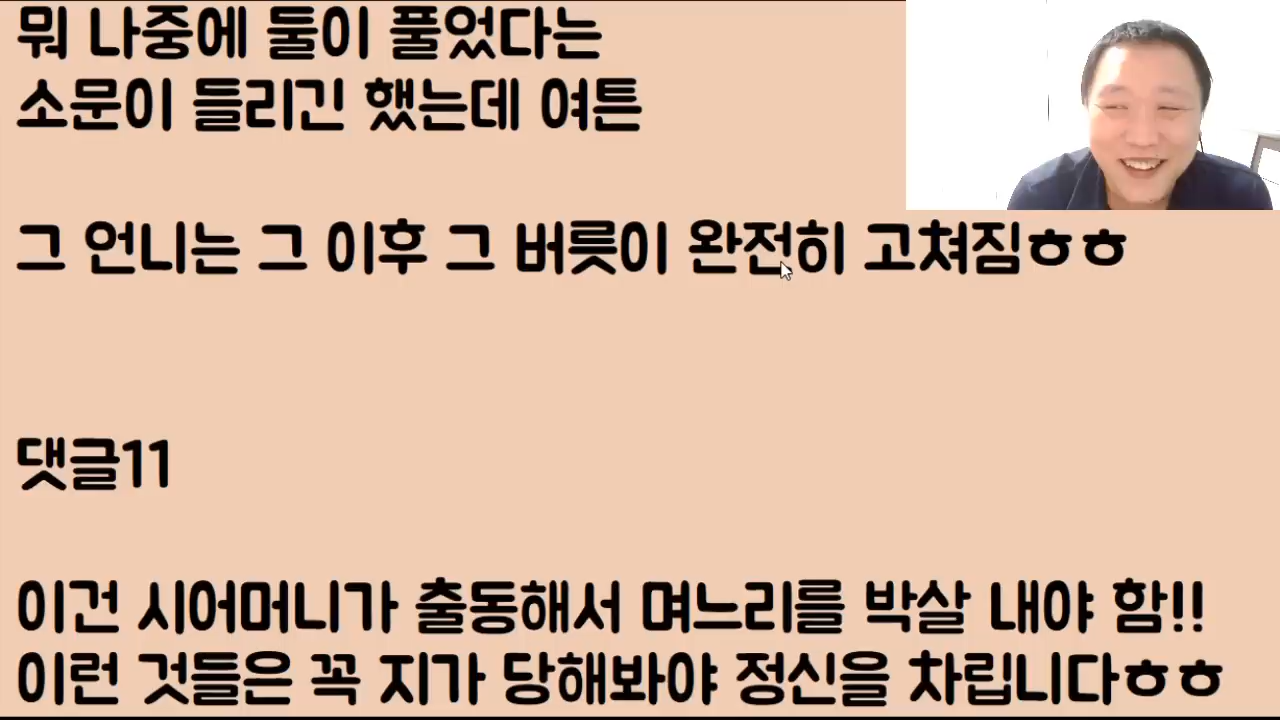 뭐 나중에 둘이 풀었다는
소문이 들리긴 했는데 여튼
그 언니는 그 이후 그 버릇이 완전히 고쳐짐ㅎㅎ
댓글11
이건 시어머니가 출동해서 며느리를 박살 내야 함!!
이런 것들은 꼭 지가 당해봐야 정신을 차립니다ㅎㅎ